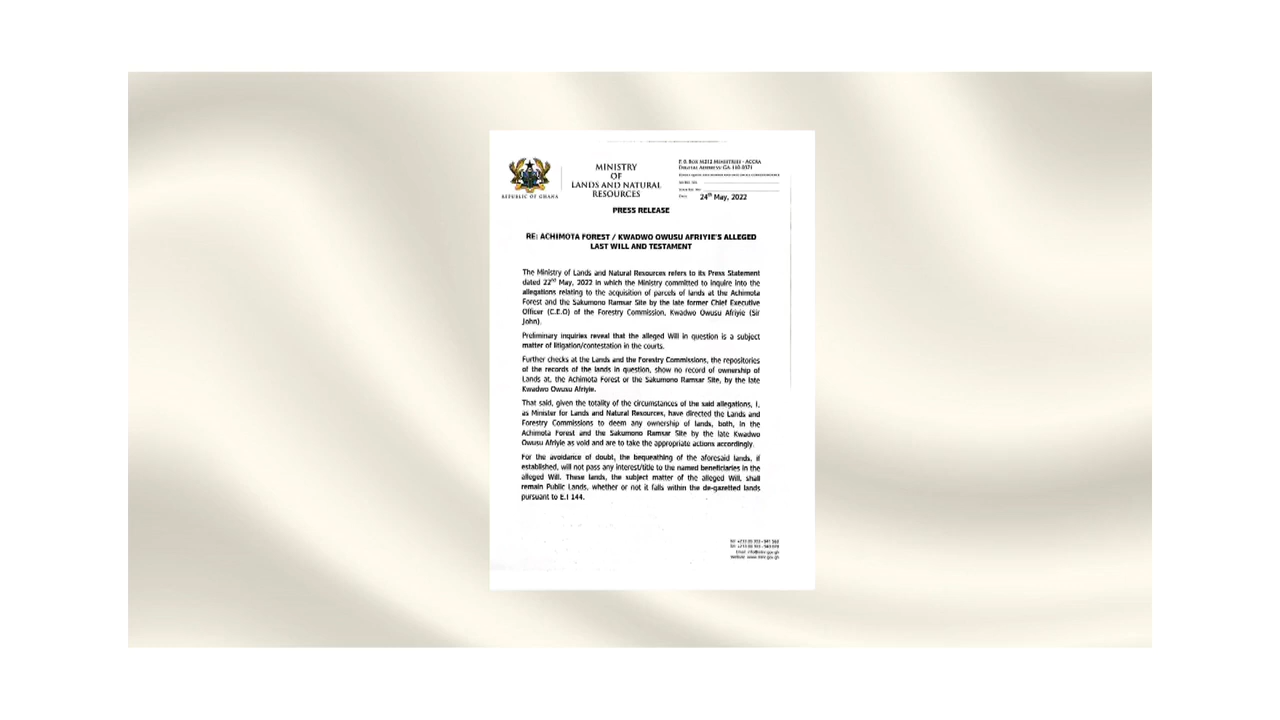 MINISTRY
OF
LANDS AND NATURAL
RESOURCES
REPUBLIC OF GHANA
P. O. BOX M212 MINISTRIES - ACCRA
DIGITAL ADDRESS: GA-110-0571
24th May, 2022
PRESS RELEASE
RE: ACHIMOTA FOREST / KWADWO OWUSU AFRIYIE'S ALLEGED
LAST WILL AND TESTAMENT
The Ministry of Lands and Natural Resources refers to its Press Statement
dated 22nd May, 2022 in which the Ministry committed to inquire into the
allegations relating to the acquisition of parcels of lands at the Achimota
Forest and the Sakumono Ramsar Site by the late former Chief Executive
Officer (C.E.O) of the Forestry Commission, Kwadwo Owusu Afriyie (Sir
John).
Preliminary inquiries reveal that the alleged Will in question is a subject
matter of litigation/contestation in the courts.
Further checks at the Lands and the Forestry Commissions, the repositories
of the records of the lands in question, show no record of ownership of
Lands at, the Achimota Forest or the Sakumono Ramsar Site, by the late
Kwadwo Owusu Afriyie.
That said, given the totality of the circumstances of the said allegations, I,
as Minister for Lands and Natural Resources, have directed the Lands and
Forestry Commissions to deem any ownership of lands, both, in the
Achimota Forest and the Sakumono Ramsar Site by the late Kwadwo
Owusu Afriyie as void and are to take the appropriate actions accordingly.
For the avoidance of doubt, the bequeathing of the aforesaid lands, if
established, will not pass any interest/title to the named beneficiaries in the
alleged Will. These lands, the subject matter of the alleged Will, shall
remain Public Lands, whether or not it falls within the de-gazetted lands
pursuant to E.I 144.